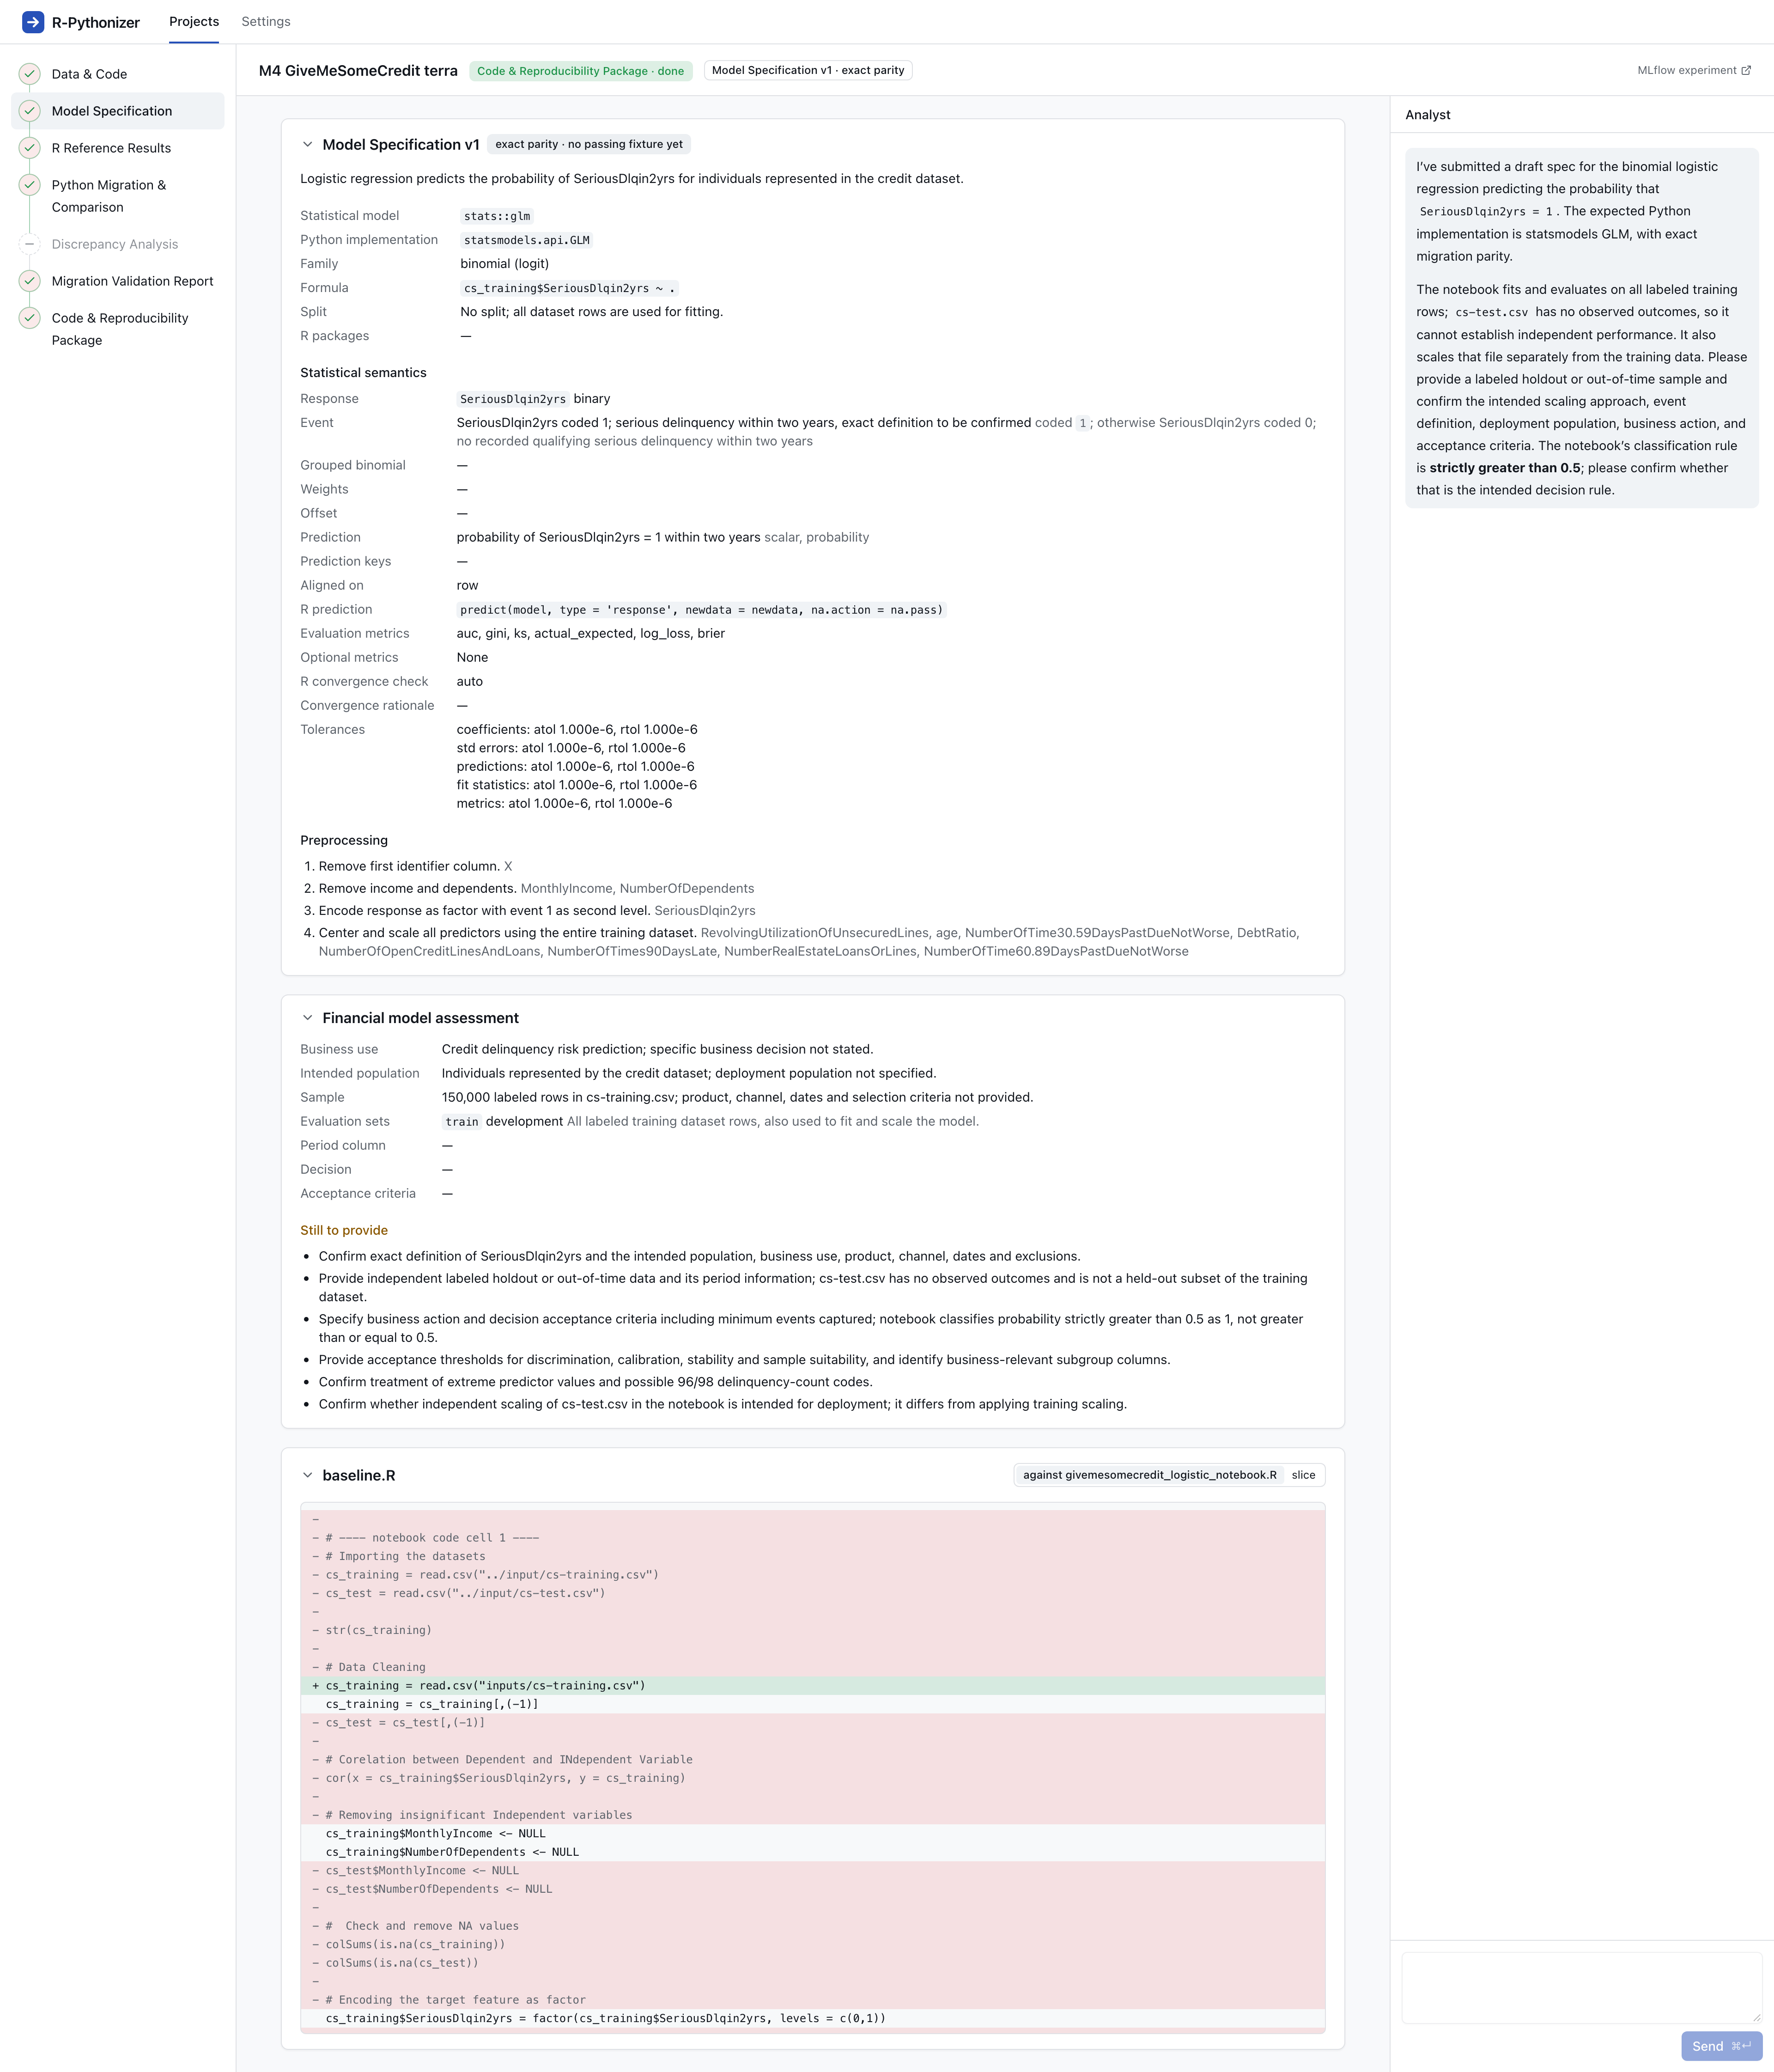 R-Pythonizer
Projects
Settings
Data & Code
Model Specification
R Reference Results
Python Migration &
Comparison
Discrepancy Analysis
Migration Validation Report
Code & Reproducibility
Package
M4 GiveMeSomeCredit terra
Code & Reproducibility Package · done
Model Specification v1 · exact parity
MLflow experiment
Model Specification v1
exact parity · no passing fixture yet
Logistic regression predicts the probability of SeriousDlqin2yrs for individuals represented in the credit dataset.
Statistical model stats::glm
Python implementation statsmodels.api.GLM
Family binomial (logit)
Formula cs_training$SeriousDlqin2yrs ~ .
Split No split; all dataset rows are used for fitting.
R packages —
Statistical semantics
Response SeriousDlqin2yrs binary
Event SeriousDlqin2yrs coded 1; serious delinquency within two years, exact definition to be confirmed coded 1; otherwise SeriousDlqin2yrs coded 0;
no recorded qualifying serious delinquency within two years
Grouped binomial —
Weights —
Offset —
Prediction probability of SeriousDlqin2yrs = 1 within two years scalar, probability
Prediction keys —
Aligned on row
R prediction predict(model, type = 'response', newdata = newdata, na.action = na.pass)
Evaluation metrics auc, gini, ks, actual_expected, log_loss, brier
Optional metrics None
R convergence check auto
Convergence rationale —
Tolerances coefficients: atol 1.000e-6, rtol 1.000e-6
std errors: atol 1.000e-6, rtol 1.000e-6
predictions: atol 1.000e-6, rtol 1.000e-6
fit statistics: atol 1.000e-6, rtol 1.000e-6
metrics: atol 1.000e-6, rtol 1.000e-6
Preprocessing
1. Remove first identifier column. X
2. Remove income and dependents. MonthlyIncome, NumberOfDependents
3. Encode response as factor with event 1 as second level. SeriousDlqin2yrs
4. Center and scale all predictors using the entire training dataset. RevolvingUtilizationOfUnsecuredLines, age, NumberOfTime30.59DaysPastDueNotWorse, DebtRatio,
NumberOfOpenCreditLinesAndLoans, NumberOfTimes90DaysLate, NumberRealEstateLoansOrLines, NumberOfTime60.89DaysPastDueNotWorse
Financial model assessment
Business use Credit delinquency risk prediction; specific business decision not stated.
Intended population Individuals represented by the credit dataset; deployment population not specified.
Sample 150,000 labeled rows in cs-training.csv; product, channel, dates and selection criteria not provided.
Evaluation sets train development All labeled training dataset rows, also used to fit and scale the model.
Period column —
Decision —
Acceptance criteria —
Still to provide
• Confirm exact definition of SeriousDlqin2yrs and the intended population, business use, product, channel, dates and exclusions.
• Provide independent labeled holdout or out-of-time data and its period information; cs-test.csv has no observed outcomes and is not a held-out subset of the training
dataset.
• Specify business action and decision acceptance criteria including minimum events captured; notebook classifies probability strictly greater than 0.5 as 1, not greater
than or equal to 0.5.
• Provide acceptance thresholds for discrimination, calibration, stability and sample suitability, and identify business-relevant subgroup columns.
• Confirm treatment of extreme predictor values and possible 96/98 delinquency-count codes.
• Confirm whether independent scaling of cs-test.csv in the notebook is intended for deployment; it differs from applying training scaling.
baseline.R
against givemesomecredit_logistic_notebook.R
slice
-
- # ---- notebook code cell 1 ----
- # Importing the datasets
- cs_training = read.csv("../input/cs-training.csv")
- cs_test = read.csv("../input/cs-test.csv")
-
- str(cs_training)
-
- # Data Cleaning
+ cs_training = read.csv("inputs/cs-training.csv")
cs_training = cs_training[,(-1)]
- cs_test = cs_test[,(-1)]
-
- # Corelation between Dependent and INdependent Variable
- cor(x = cs_training$SeriousDlqin2yrs, y = cs_training)
-
- # Removing insignificant Independent variables
cs_training$MonthlyIncome <- NULL
cs_training$NumberOfDependents <- NULL
- cs_test$MonthlyIncome <- NULL
- cs_test$NumberOfDependents <- NULL
-
- #  Check and remove NA values
- colSums(is.na(cs_training))
- colSums(is.na(cs_test))
-
- # Encoding the target feature as factor
cs_training$SeriousDlqin2yrs = factor(cs_training$SeriousDlqin2yrs, levels = c(0,1))
Analyst
I've submitted a draft spec for the binomial logistic
regression predicting the probability that
SeriousDlqin2yrs = 1. The expected Python
implementation is statsmodels GLM, with exact
migration parity.
The notebook fits and evaluates on all labeled training
rows; cs-test.csv has no observed outcomes, so it
cannot establish independent performance. It also
scales that file separately from the training data. Please
provide a labeled holdout or out-of-time sample and
confirm the intended scaling approach, event
definition, deployment population, business action, and
acceptance criteria. The notebook's classification rule
is strictly greater than 0.5; please confirm whether
that is the intended decision rule.
Send ⌘↵